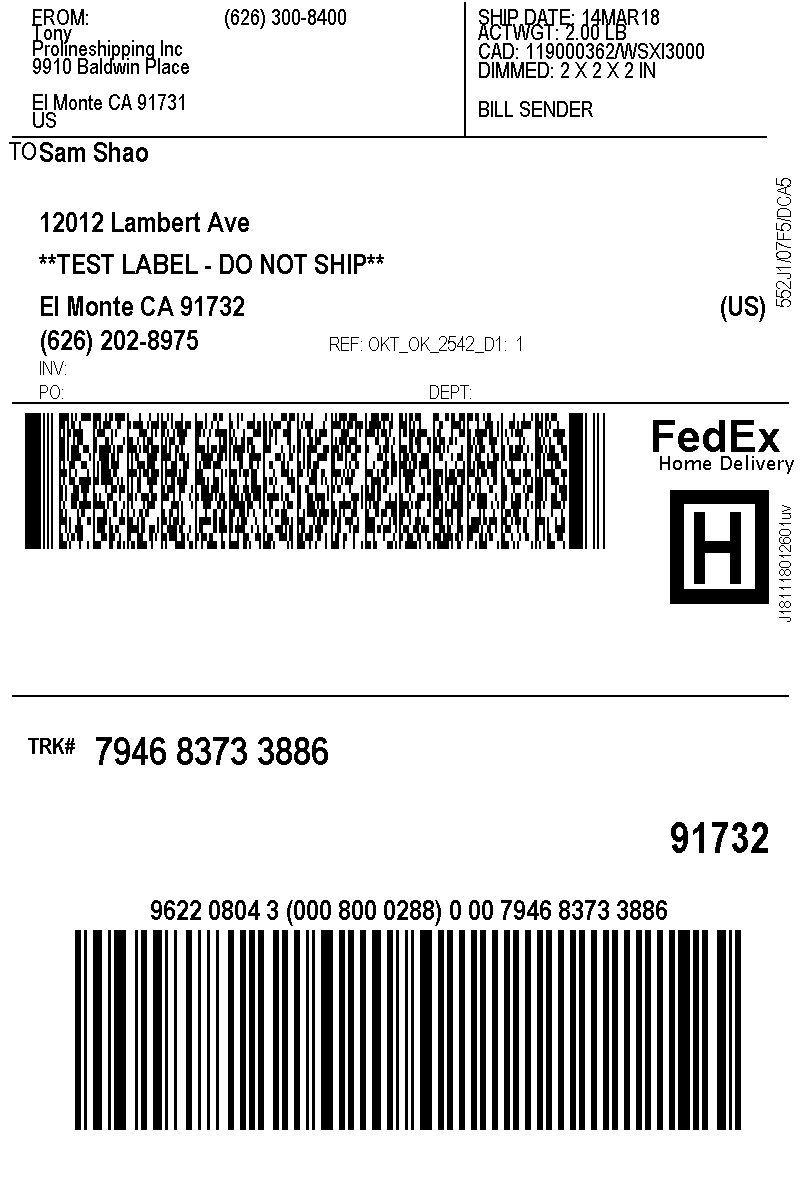 FROM: (626) 300-8400
Tony
Prolineshipping Inc
9910 Baldwin Place
El Monte CA 91731
US
SHIP DATE: 14MAR18
ACTWGT: 2.00 LB
CAD: 119000362/WSXI3000
DIMMED: 2 X 2 X 2 IN
BILL SENDER
TO Sam Shao
12012 Lambert Ave
**TEST LABEL - DO NOT SHIP**
El Monte CA 91732 (US)
(626) 202-8975 REF: OKT_OK_2542_D1: 1
INV:
PO: DEPT:
552J1/07F5/DCA5
FedEx
Home Delivery
H
J181118012601uv
TRK# 7946 8373 3886
91732
9622 0804 3 (000 800 0288) 0 00 7946 8373 3886